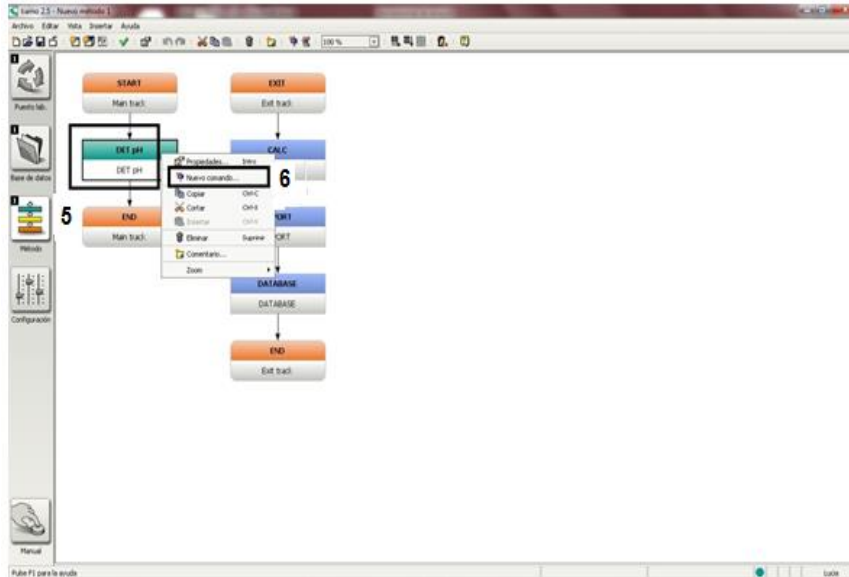 tiamo 2.5 - Nuevo método 1
Archivo Editar Vista Insertar Ayuda
100 %
START
Main track
EXIT
Exit track
Puesto lab.
DET pH
DET pH
CALC
Propiedades... Intro
Nuevo comando...
6
Copiar Ctrl-C
Cortar Ctrl-X
Insertar Ctrl-V
Eliminar Suprime
Comentario...
Zoom
Base de datos
5
END
Main track
PORT
PORT
Método
DATABASE
DATABASE
Configuración
END
Exit track
Manual
Pulse F1 para la ayuda
Lucia